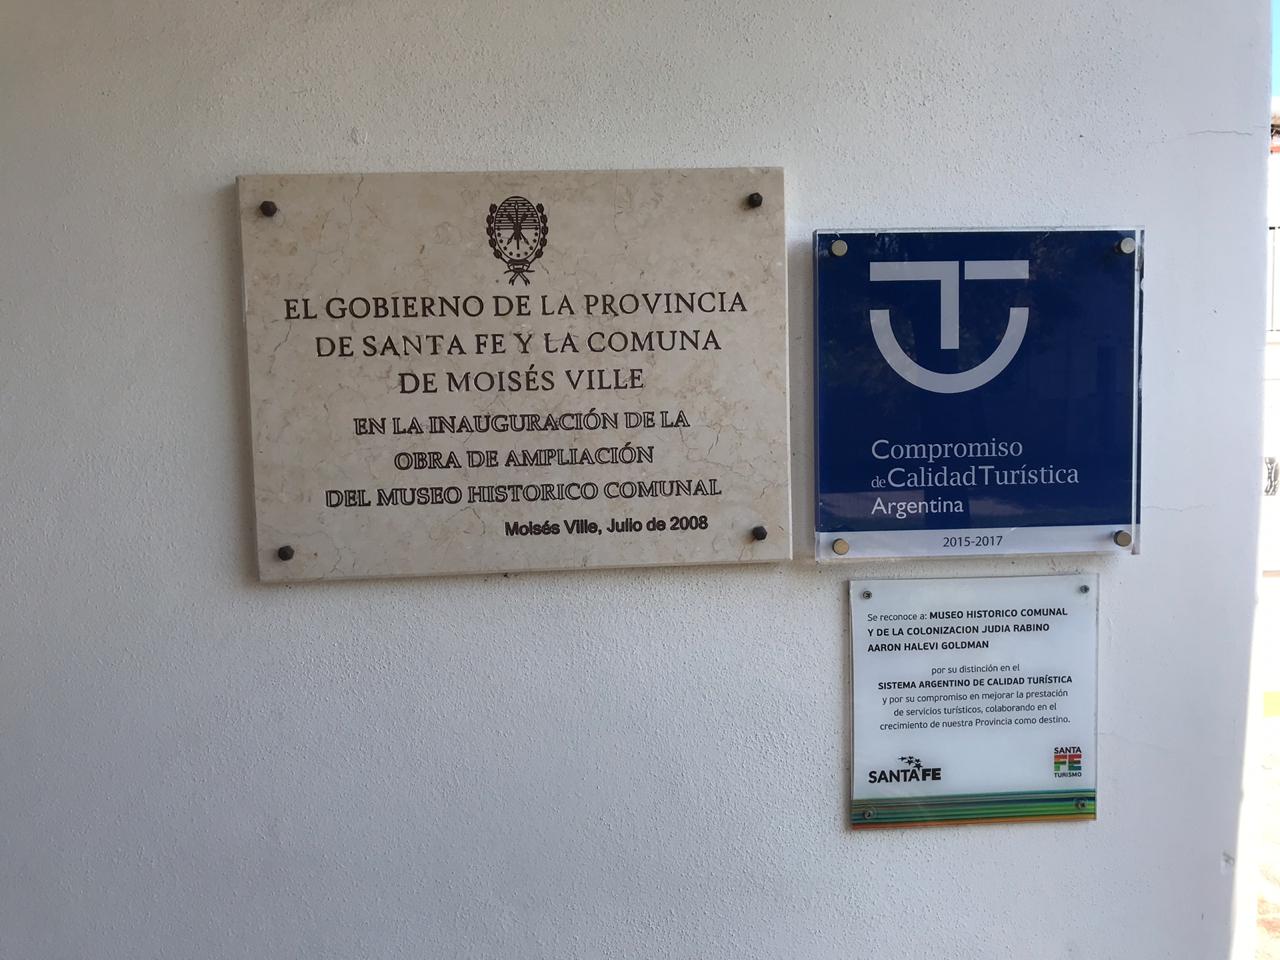 EL GOBIERNO DE LA PROVINCIA
DE SANTA FE Y LA COMUNA
DE MOISÉS VILLE
EN LA INAUGURACIÓN DE LA
OBRA DE AMPLIACIÓN
DEL MUSEO HISTORICO COMUNAL
Moisés Ville, Julio de 2008
Compromiso
de Calidad Turística
Argentina
2015-2017
Se reconoce a: MUSEO HISTORICO COMUNAL
Y DE LA COLONIZACION JUDIA RABINO
AARON HALEVI GOLDMAN
por su distinción en el
SISTEMA ARGENTINO DE CALIDAD TURÍSTICA
y por su compromiso en mejorar la prestación
de servicios turísticos, colaborando en el
crecimiento de nuestra Provincia como destino.
SANTA FE
SANTA
FE
TURISMO